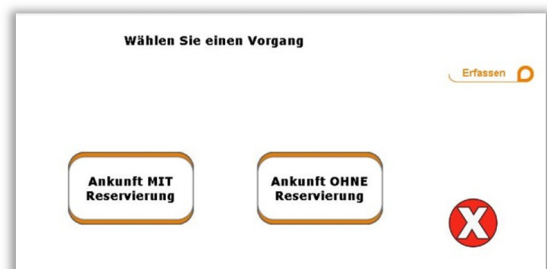 Wählen Sie einen Vorgang
Erfassen
Ankunft MIT
Reservierung
Ankunft OHNE
Reservierung
X